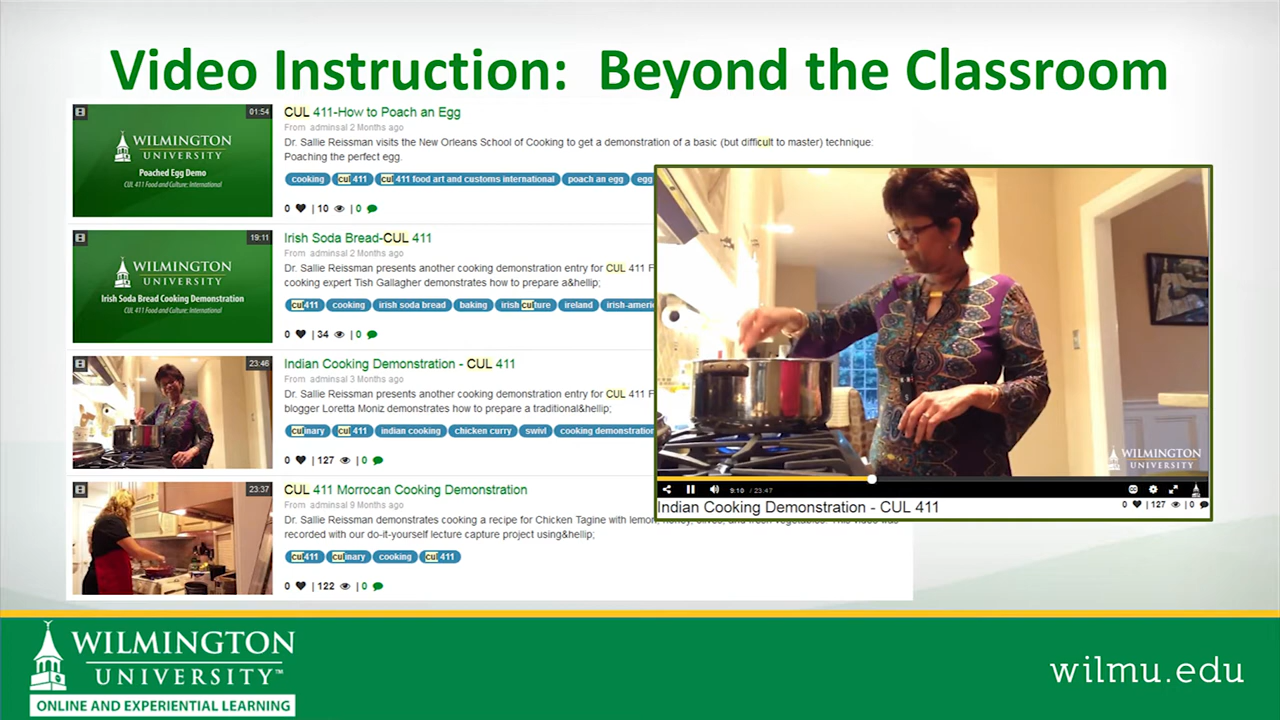 Video Instruction: Beyond the Classroom
01:54
WILMINGTON
UNIVERSITY
Poached Egg Demo
CUL 411 Food and Culture: International
CUL 411-How to Poach an Egg
From adminsal 2 Months ago
Dr. Sallie Reissman visits the New Orleans School of Cooking to get a demonstration of a basic (but difficult to master) technique:
Poaching the perfect egg.
cooking cul 411 cul 411 food art and customs international poach an egg egg
0 | 10 | 0
19:11
WILMINGTON
UNIVERSITY
Irish Soda Bread Cooking Demonstration
CUL 411 Food and Culture: International
Irish Soda Bread-CUL 411
From adminsal 2 Months ago
Dr. Sallie Reissman presents another cooking demonstration entry for CUL 411 F
cooking expert Tish Gallagher demonstrates how to prepare a&hellip;
cul411 cooking irish soda bread baking irish culture ireland irish-americ
0 | 34 | 0
23:46
Indian Cooking Demonstration - CUL 411
From adminsal 3 Months ago
Dr. Sallie Reissman presents another cooking demonstration entry for CUL 411 F
blogger Loretta Moniz demonstrates how to prepare a traditional&hellip;
culinary cul 411 indian cooking chicken curry swivl cooking demonstration
0 | 127 | 0
23:37
CUL 411 Morrocan Cooking Demonstration
From adminsal 9 Months ago
Dr. Sallie Reissman demonstrates cooking a recipe for Chicken Tagine with lemon, honey, olives, and fresh vegetables. This video was
recorded with our do-it-yourself lecture capture project using&hellip;
cul411 culinary cooking cul 411
0 | 122 | 0
WILMINGTON
UNIVERSITY
9:10 / 23:47
Indian Cooking Demonstration - CUL 411
0 | 127 | 0
WILMINGTON
UNIVERSITY™
ONLINE AND EXPERIENTIAL LEARNING
wilmu.edu